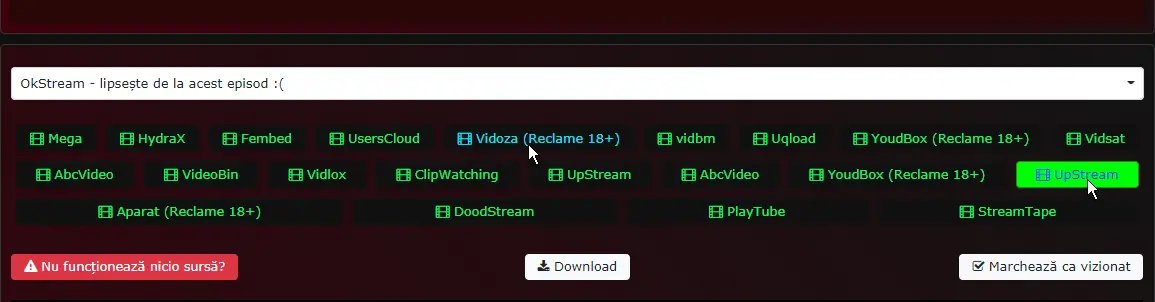 OkStream - lipsește de la acest episod :(
Mega HydraX Fembed UsersCloud Vidoza (Reclame 18+) vidbm Uqload YoudBox (Reclame 18+) Vidsat
AbcVideo VideoBin Vidlox ClipWatching UpStream AbcVideo YoudBox (Reclame 18+) UpStream
Aparat (Reclame 18+) DoodStream PlayTube StreamTape
Nu funcționează nicio sursă? Download Marchează ca vizionat